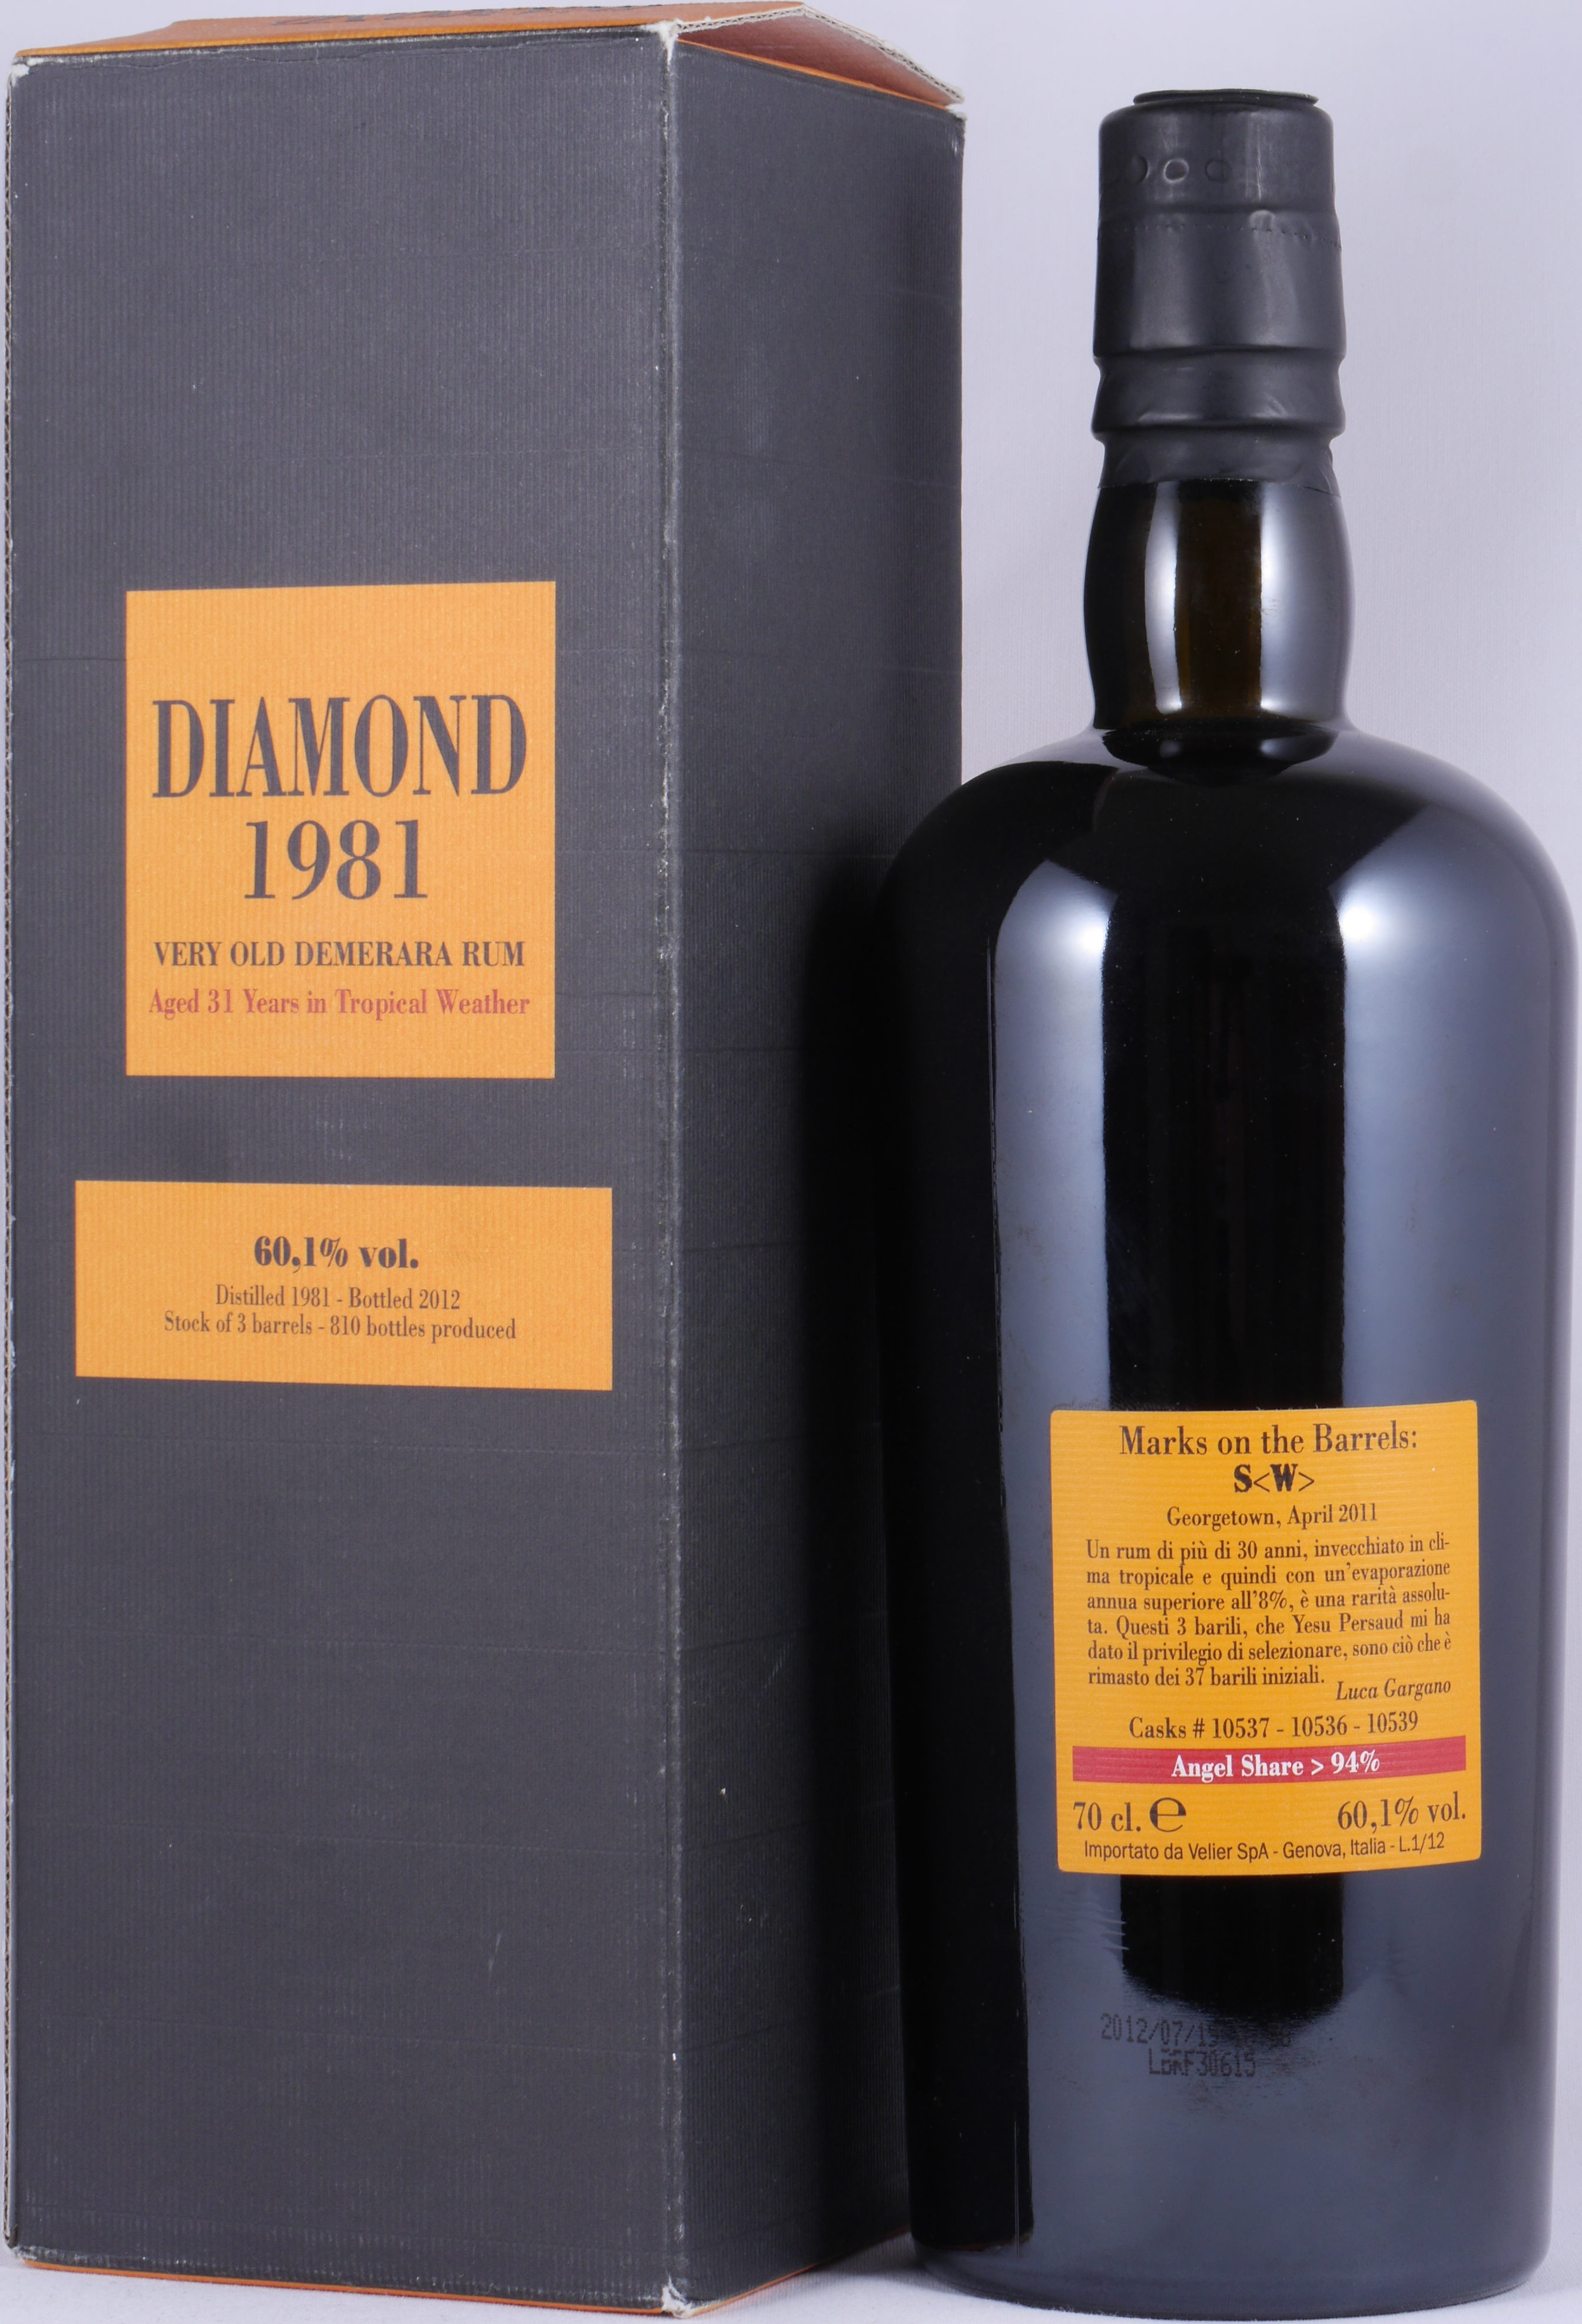 DIAMOND
1981
VERY OLD DEMERARA RUM
Aged 31 Years in Tropical Weather
60,1% vol.
Distilled 1981 - Bottled 2012
Stock of 3 barrels - 810 bottles produced
Marks on the Barrels:
S<W>
Georgetown, April 2011
Un rum di più di 30 anni, invecchiato in cli-
ma tropicale e quindi con un'evaporazione
annua superiore all'8%, è una rarità assolu-
ta. Questi 3 barili, che Yesu Persaud mi ha
dato il privilegio di selezionare, sono ciò che è
rimasto dei 37 barili iniziali.
Luca Gargano
Casks # 10537 - 10536 - 10539
Angel Share > 94%
70 cl. ℮ 60,1% vol.
Importato da Velier SpA - Genova, Italia - L.1/12